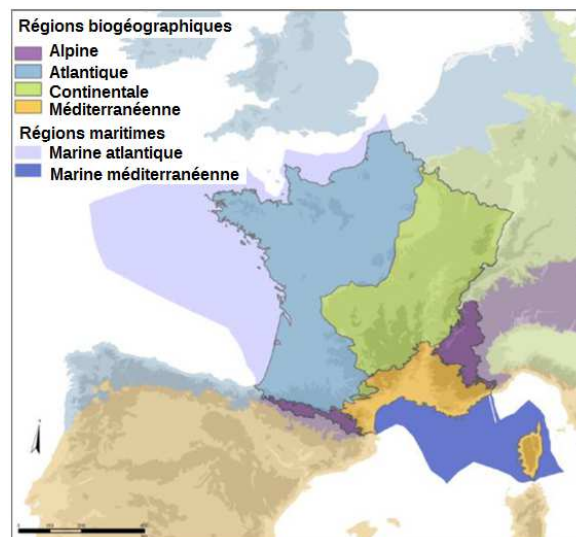 Régions biogéographiques
Alpine
Atlantique
Continentale
Méditerranéenne
Régions maritimes
Marine atlantique
Marine méditerranéenne